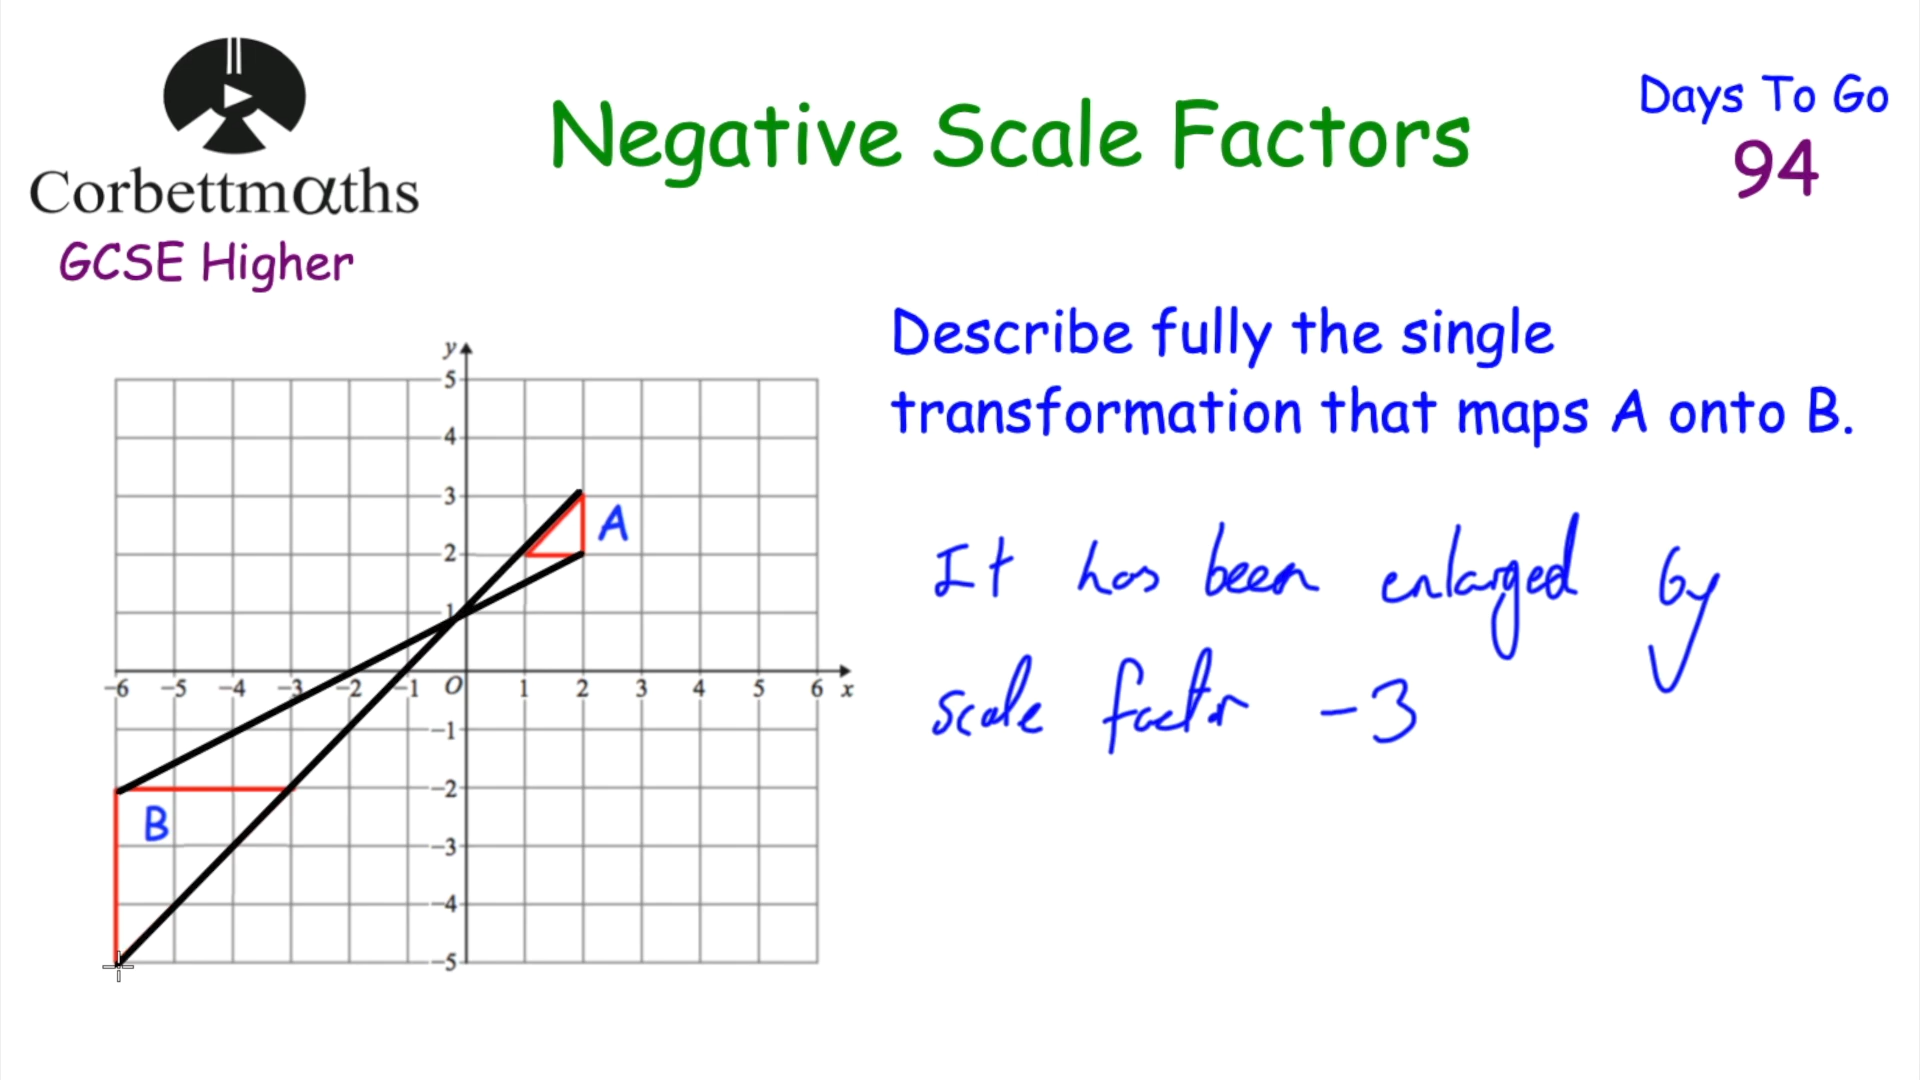 Corbettmαths
GCSE Higher
Negative Scale Factors
Days To Go
94
Describe fully the single
transformation that maps A onto B.
It has been enlarged by
scale factor -3
y
5
4
3
A
2
1
−6 −5 −4 −3 −2 −1 O 1 2 3 4 5 6 x
−1
−2
B
−3
−4
−5